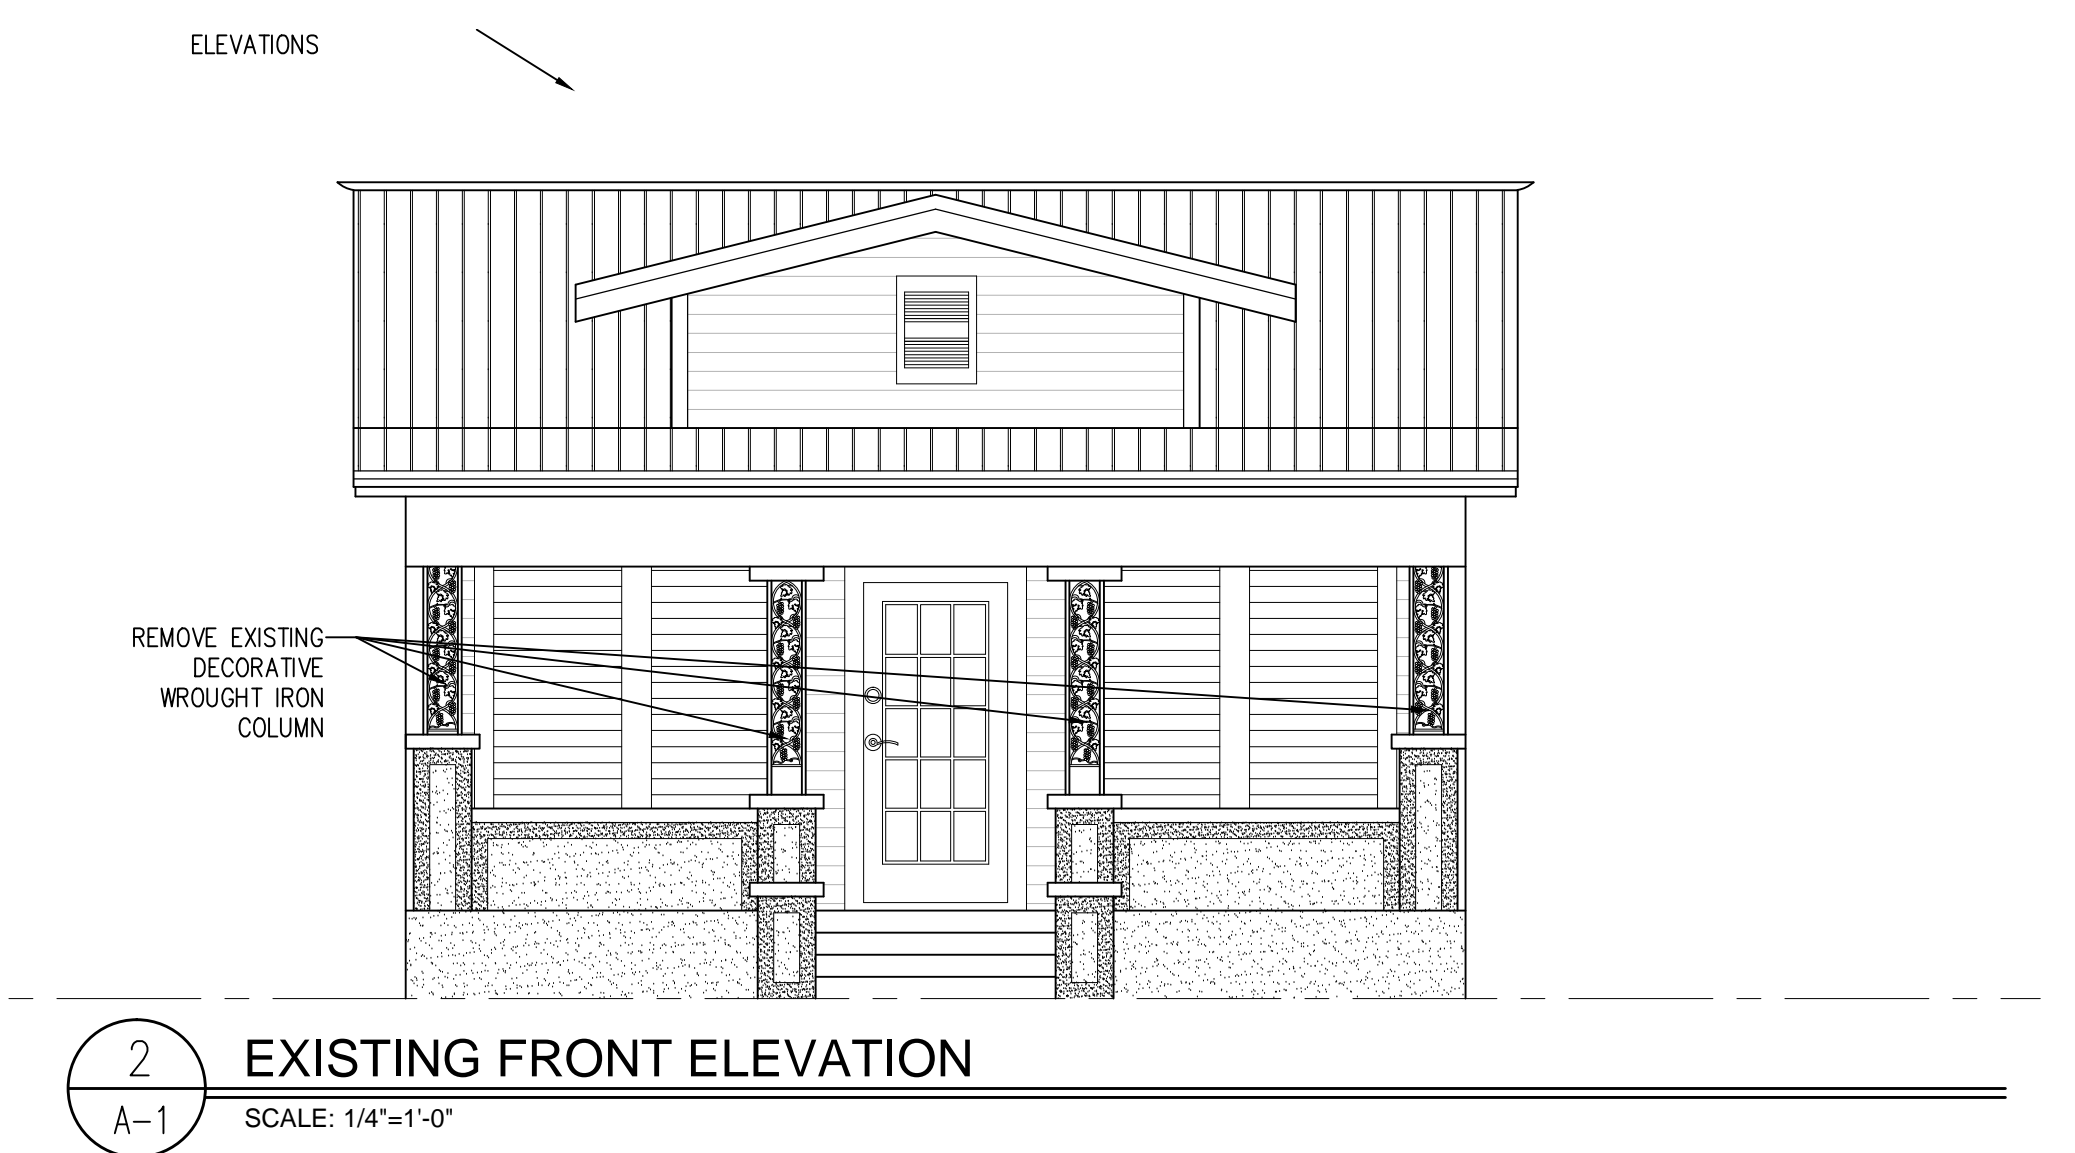 ELEVATIONS
REMOVE EXISTING
DECORATIVE
WROUGHT IRON
COLUMN
2
A-1
EXISTING FRONT ELEVATION
SCALE: 1/4"=1'-0"